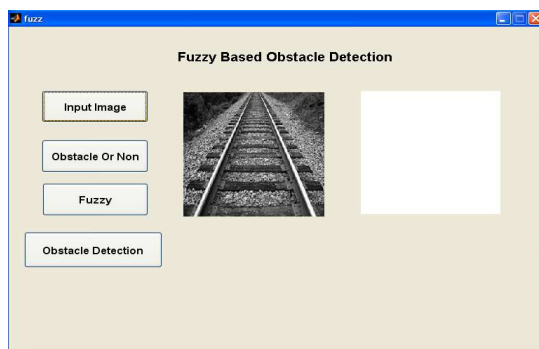 fuzz
Fuzzy Based Obstacle Detection
Input Image
Obstacle Or Non
Fuzzy
Obstacle Detection